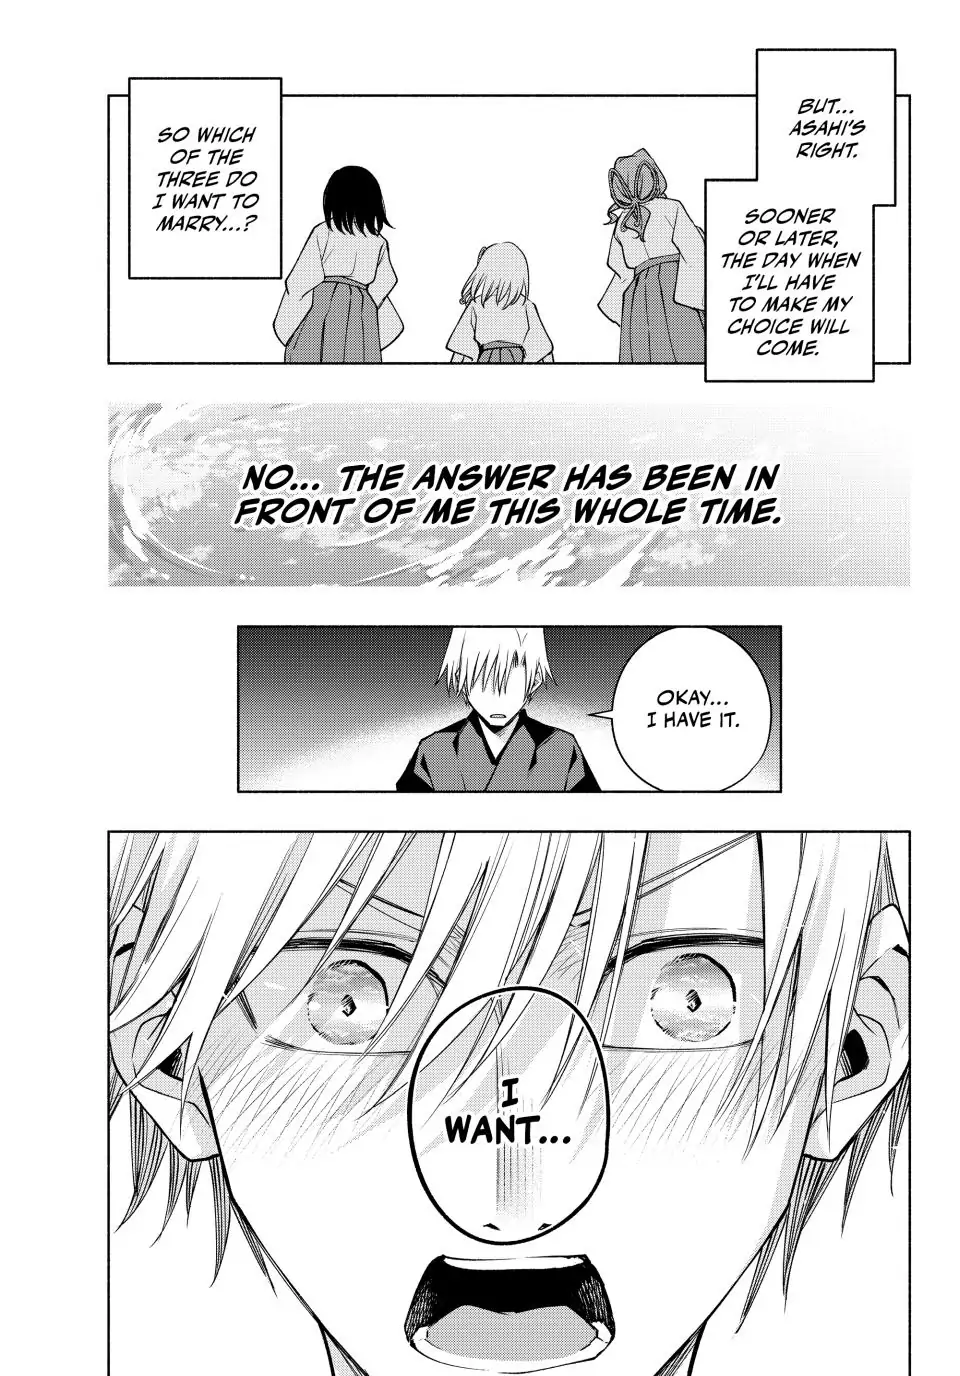 BUT...
ASAHI'S
RIGHT.
SOONER
OR LATER,
THE DAY WHEN
I'LL HAVE
TO MAKE MY
CHOICE WILL
COME.
SO WHICH
OF THE
THREE DO
I WANT TO
MARRY...?
NO... THE ANSWER HAS BEEN IN
FRONT OF ME THIS WHOLE TIME.
OKAY...
I HAVE IT.
I
WANT...